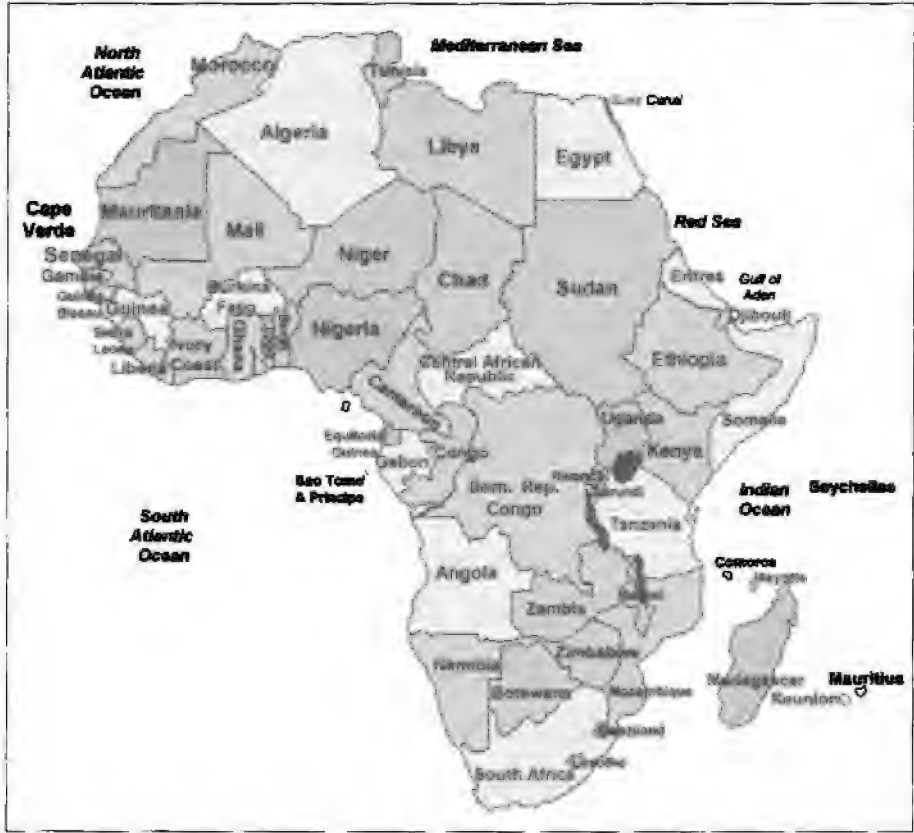 North
Atlantic
Ocean
Mediterranean Sea
Morocco
Tunisia
Suez Canal
Algeria
Libya
Egypt
Cape
Verde
Mauritania
Mali
Niger
Chad
Sudan
Red Sea
Eritrea
Gulf of
Aden
Djibouti
Senegal
Gambia
Guinea
Bissau
Guinea
Burkina
Faso
Nigeria
Sierra
Leone
Ivory
Coast
Ghana
Togo
Benin
Liberia
Central African
Republic
Ethiopia
Somalia
Cameroon
Uganda
Kenya
Equatorial
Guinea
Gabon
Congo
Rwanda
Burundi
Sao Tome
& Principe
Dem. Rep.
Congo
Tanzania
Indian
Ocean
Seychelles
South
Atlantic
Ocean
Angola
Comoros
Mayotte
Zambia
Malawi
Zimbabwe
Namibia
Botswana
Mozambique
Madagascar
Mauritius
Reunion
Swaziland
Lesotho
South Africa